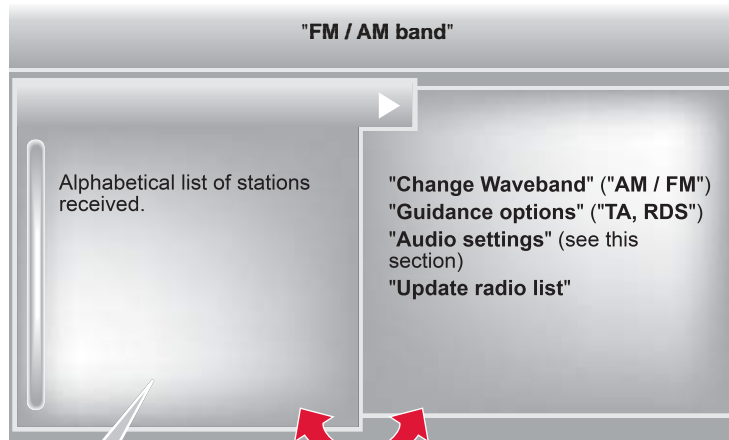 "FM / AM band"
Alphabetical list of stations
received.
"Change Waveband" ("AM / FM")
"Guidance options" ("TA, RDS")
"Audio settings" (see this
section)
"Update radio list"